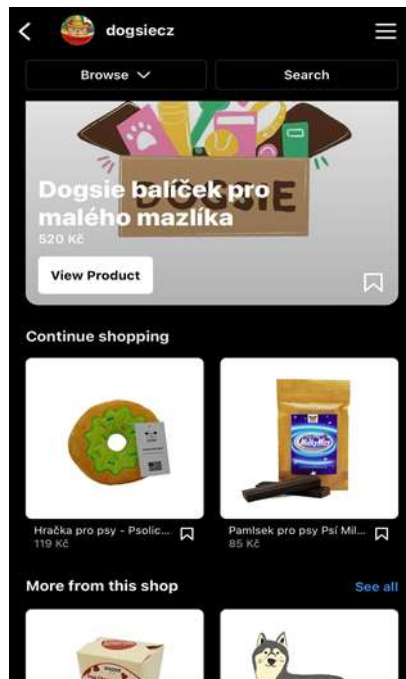 dogsiecz
Browse
Search
DOGSIE
Dogsie balíček pro
malého mazlíka
520 Kč
View Product
Continue shopping
MilkyWay
Hračka pro psy - Psolic...
119 Kč
Pamlsek pro psy Psí Mil...
85 Kč
More from this shop
See all